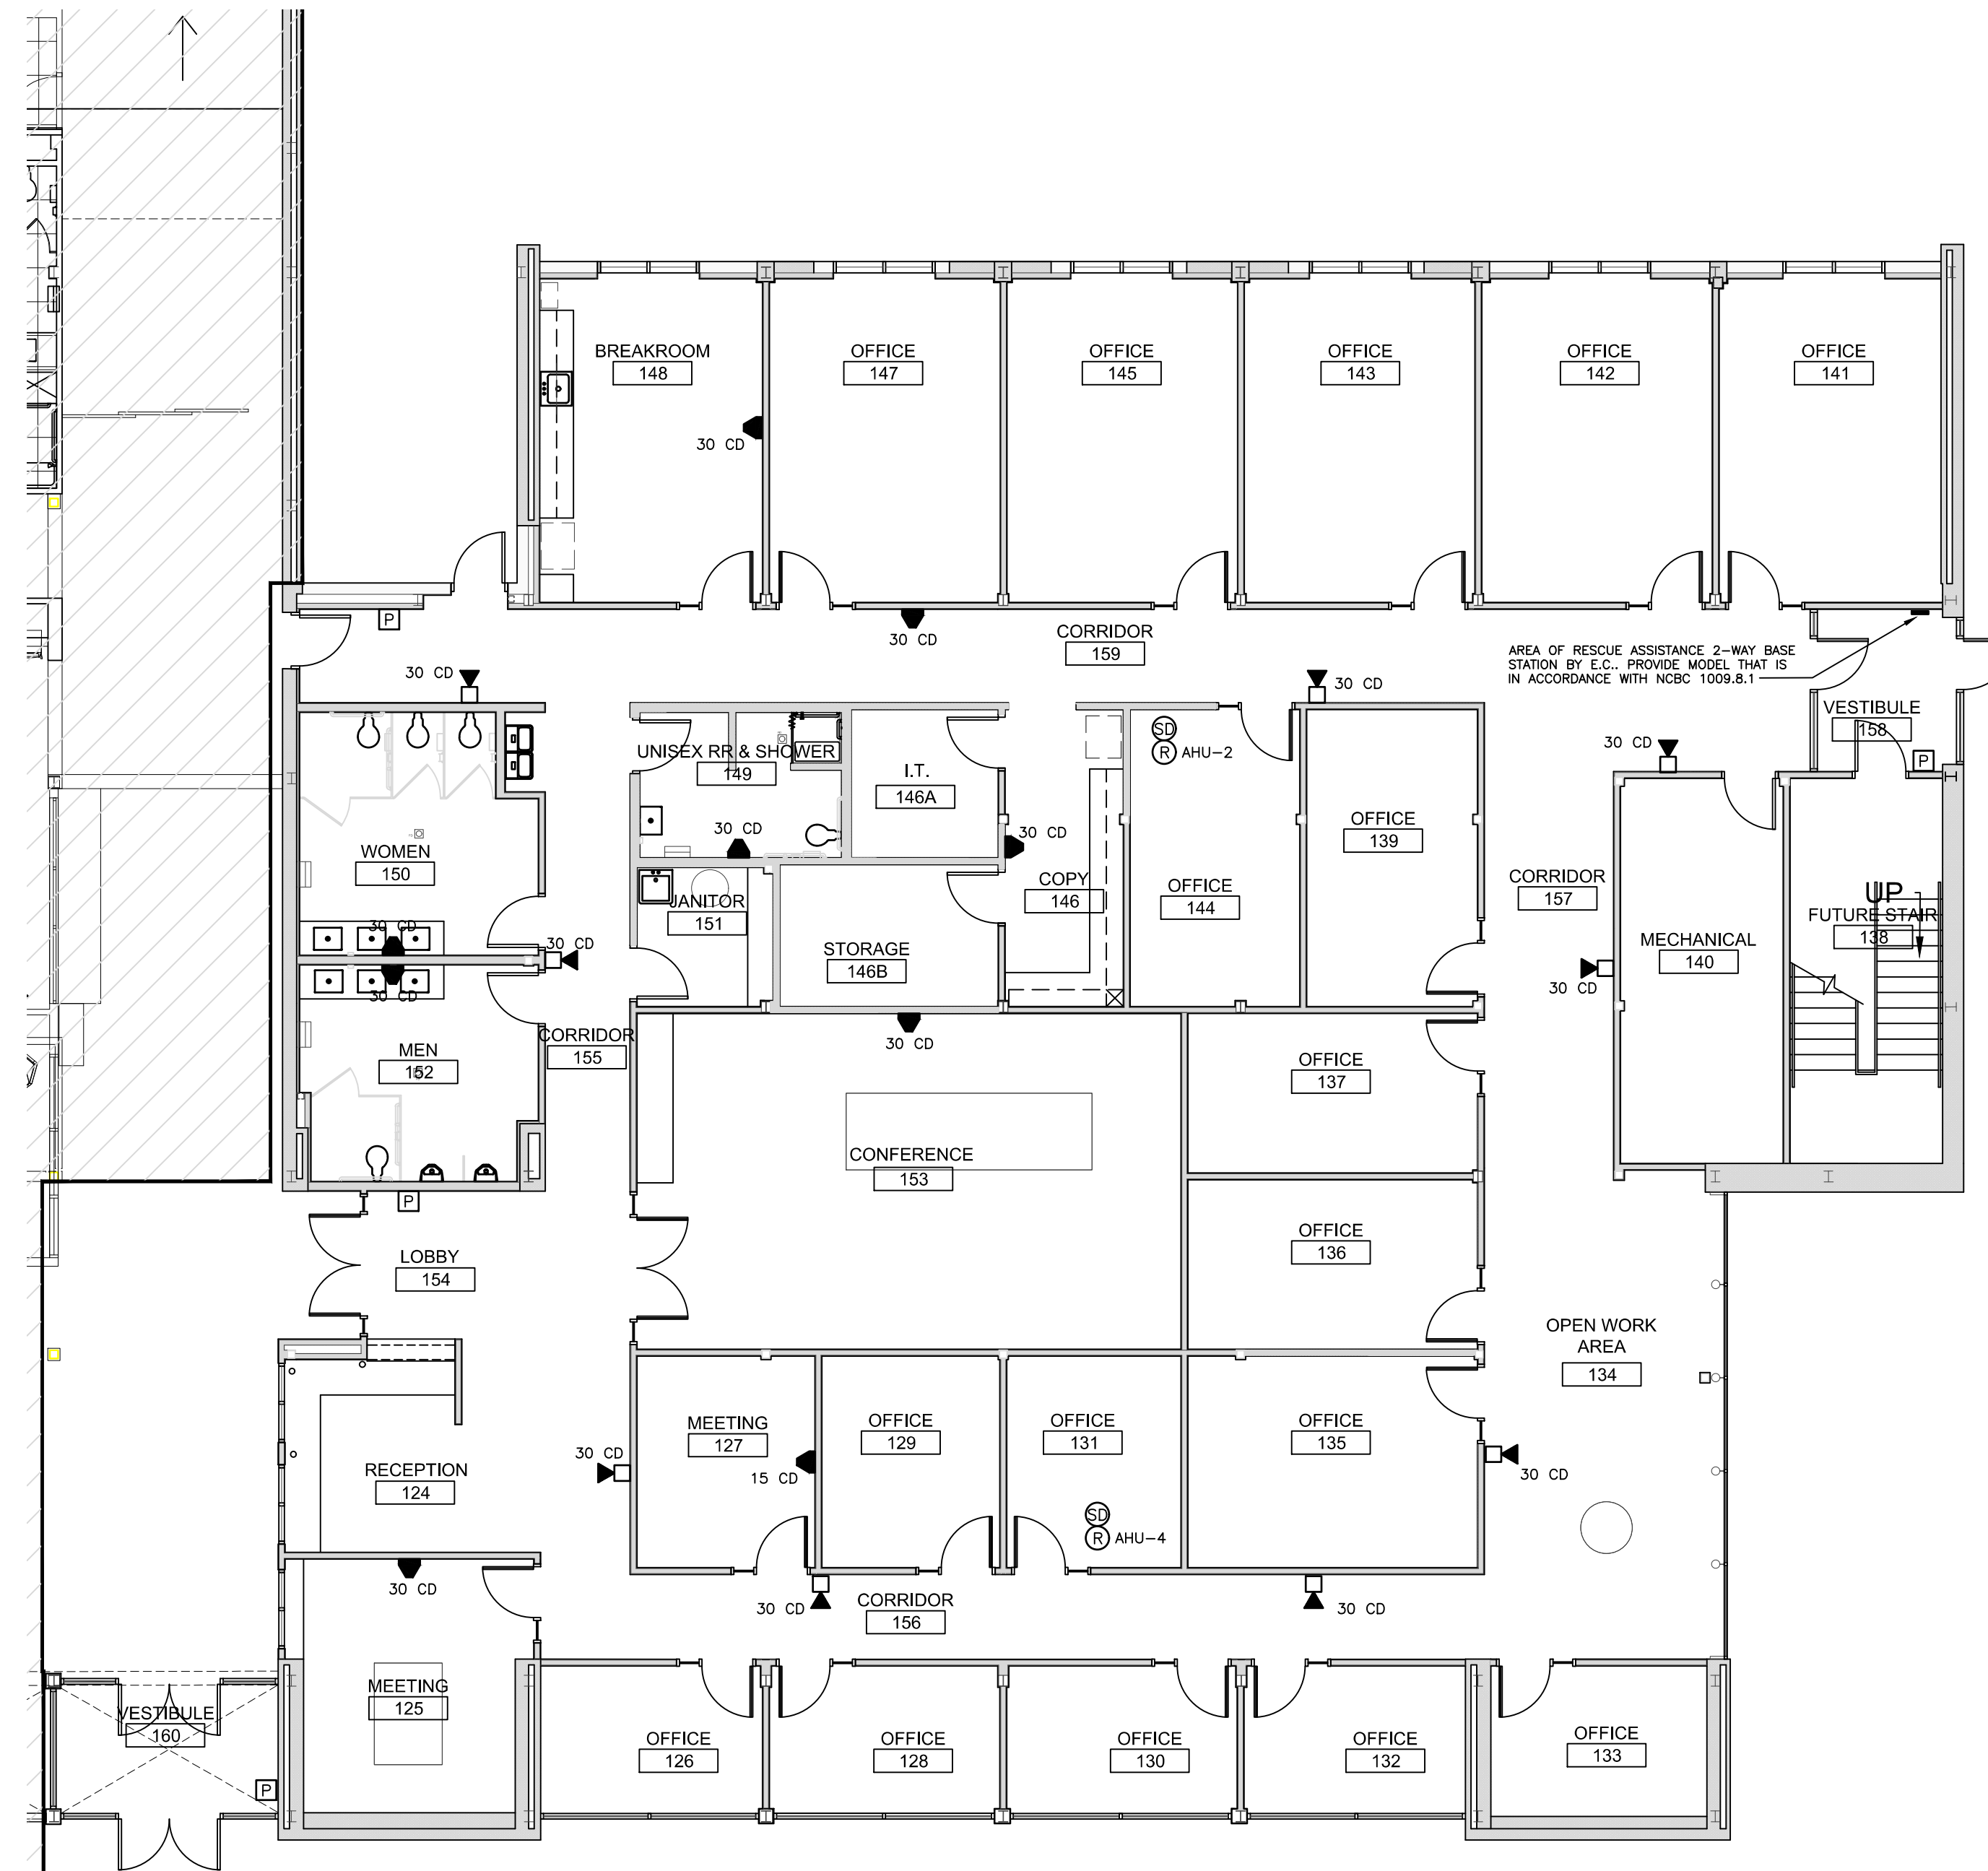 BREAKROOM
148
OFFICE
147
OFFICE
145
OFFICE
143
OFFICE
142
OFFICE
141
30 CD
P
30 CD
30 CD
CORRIDOR
159
30 CD
AREA OF RESCUE ASSISTANCE 2-WAY BASE
STATION BY E.C.. PROVIDE MODEL THAT IS
IN ACCORDANCE WITH NCBC 1009.8.1
VESTIBULE
158
P
30 CD
UNISEX RR & SHOWER
149
30 CD
I.T.
146A
30 CD
SD
R AHU-2
OFFICE
139
WOMEN
150
30 CD
30 CD
30 CD
JANITOR
151
STORAGE
146B
COPY
146
OFFICE
144
CORRIDOR
157
30 CD
MECHANICAL
140
UP
FUTURE STAIR
138
MEN
152
CORRIDOR
155
30 CD
OFFICE
137
CONFERENCE
153
P
LOBBY
154
OFFICE
136
OPEN WORK
AREA
134
RECEPTION
124
30 CD
MEETING
127
15 CD
OFFICE
129
OFFICE
131
SD
R AHU-4
OFFICE
135
30 CD
30 CD
30 CD
CORRIDOR
156
30 CD
MEETING
125
VESTIBULE
160
P
OFFICE
126
OFFICE
128
OFFICE
130
OFFICE
132
OFFICE
133